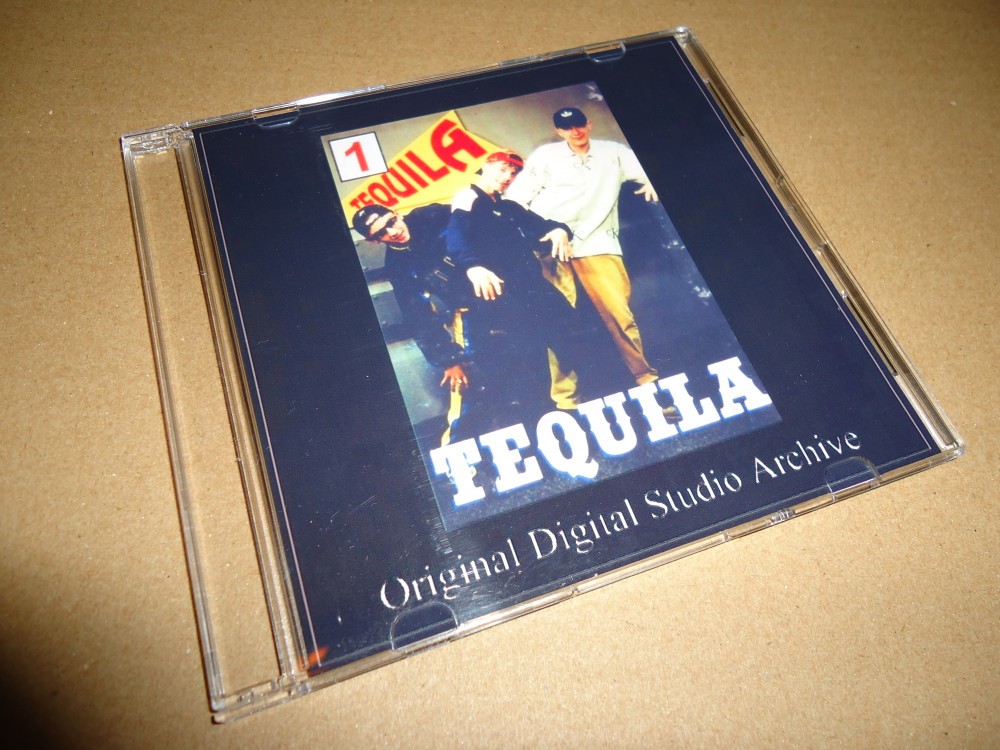 1
TEQUILA
TEQUILA
Original Digital Studio Archive